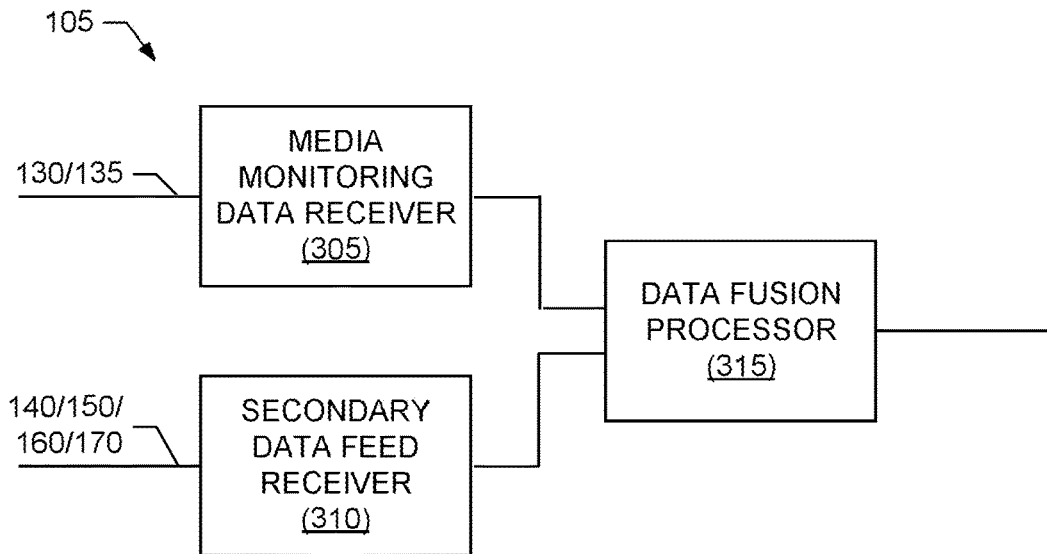 105
130/135
MEDIA
MONITORING
DATA RECEIVER
(305)
DATA FUSION
PROCESSOR
(315)
140/150/
160/170
SECONDARY
DATA FEED
RECEIVER
(310)